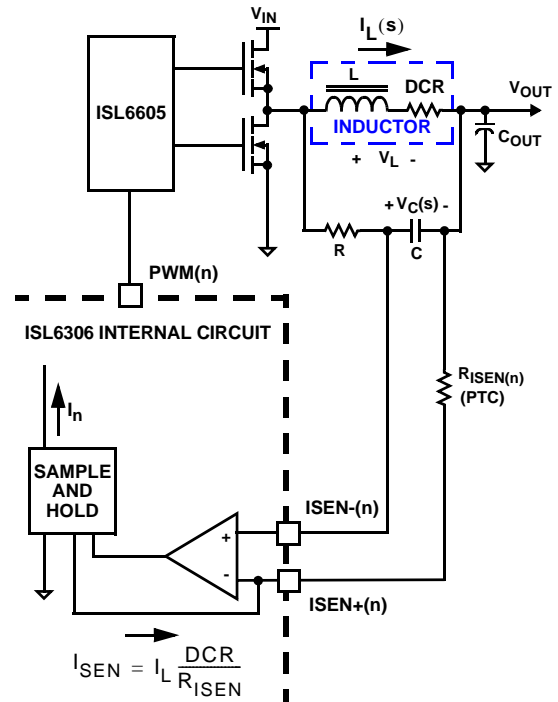 V_IN
I_L(s)
ISL6605
L
DCR
V_OUT
INDUCTOR
C_OUT
+ V_L -
+ V_C(s) -
R
C
PWM(n)
ISL6306 INTERNAL CIRCUIT
R_ISEN(n)
(PTC)
I_n
SAMPLE
AND
HOLD
ISEN-(n)
+
-
ISEN+(n)
I_SEN = I_L DCR/R_ISEN